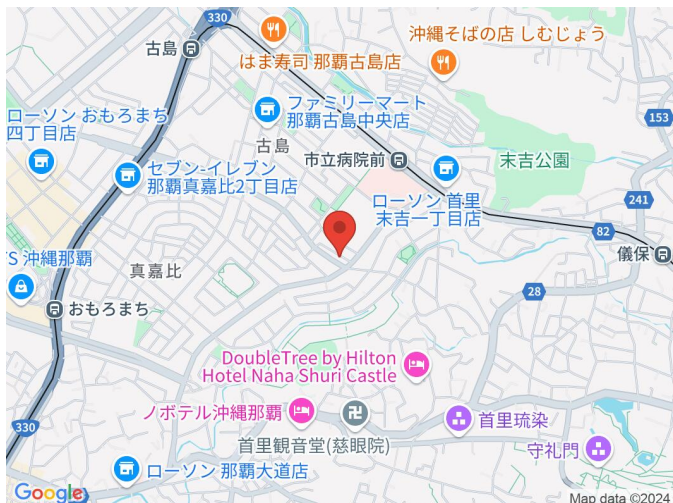 330
古島
はま寿司 那覇古島店
沖縄そばの店 しむじょう
ローソン おもろまち
四丁目店
ファミリーマート
那覇古島中央店
153
古島
市立病院前
末吉公園
セブン-イレブン
那覇真嘉比2丁目店
ローソン 首里
末吉一丁目店
241
82
儀保
S 沖縄那覇
真嘉比
おもろまち
28
DoubleTree by Hilton
Hotel Naha Shuri Castle
ノボテル沖縄那覇
首里観音堂(慈眼院)
首里琉染
守礼門
330
ローソン 那覇大道店
Google
Map data ©2024